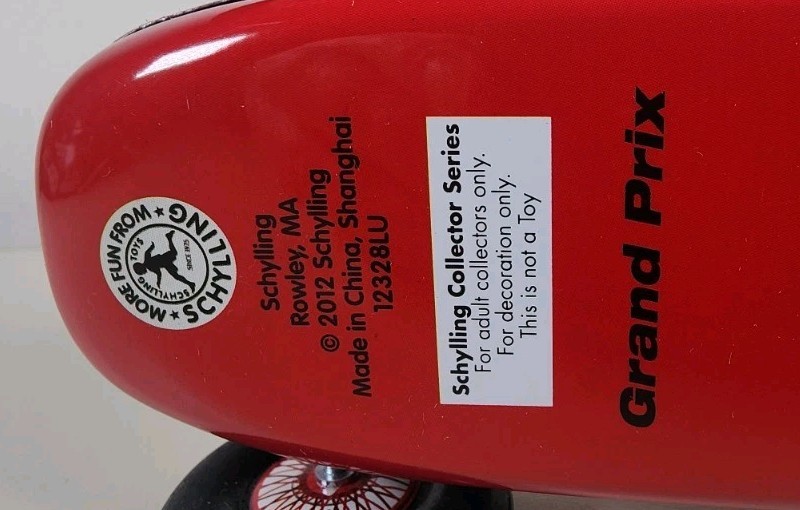 MORE FUN FROM
★ SCHYLLING ★
SCHYLLING TOYS
SINCE 1975
Schylling
Rowley, MA
© 2012 Schylling
Made in China, Shanghai
12328LU
Schylling Collector Series
For adult collectors only.
For decoration only.
This is not a Toy
Grand Prix